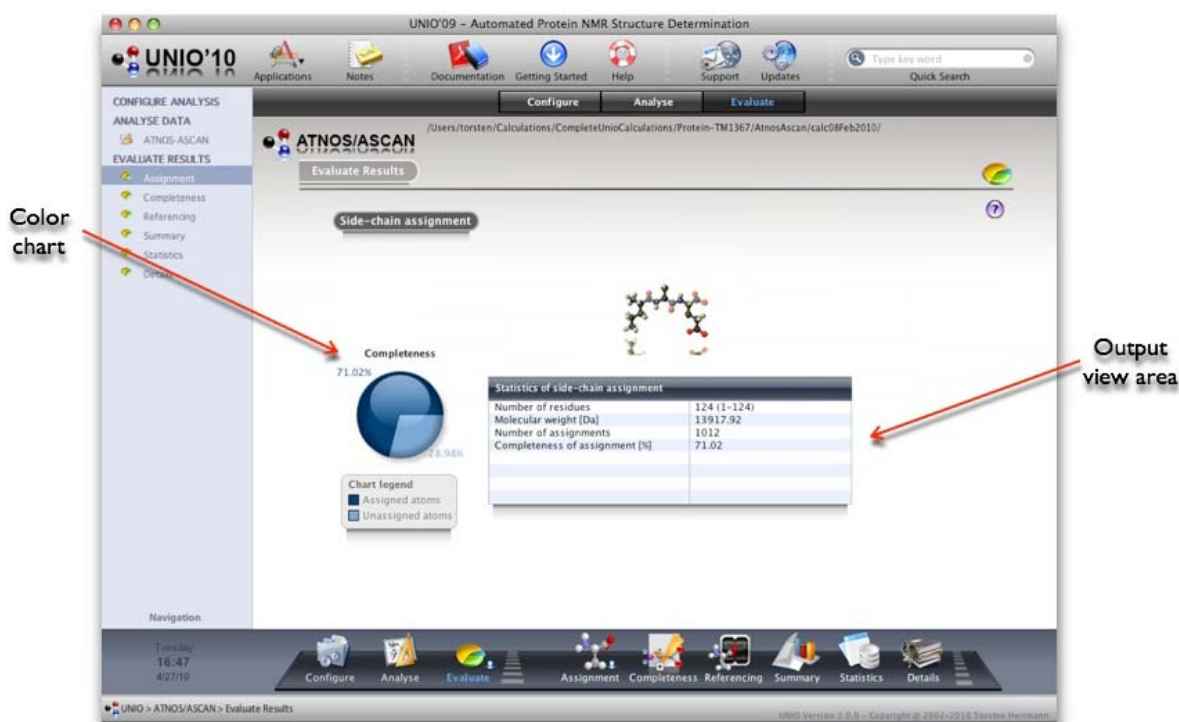 UNIO'09 – Automated Protein NMR Structure Determination
UNIO'10
Applications
Notes
Documentation
Getting Started
Help
Support
Updates
Type key word
Quick Search
CONFIGURE ANALYSIS
ANALYSE DATA
ATNOS-ASCAN
EVALUATE RESULTS
Assignment
Completeness
Referencing
Summary
Statistics
Details
Navigation
Configure
Analyse
Evaluate
/Users/torsten/Calculations/CompleteUnioCalculations/Protein-TM1367/AtnosAscan/calc08Feb2010/
ATNOS/ASCAN
Evaluate Results
?
Side-chain assignment
Color
chart
Output
view area
Completeness
71.02%
28.98%
Chart legend
Assigned atoms
Unassigned atoms
Statistics of side-chain assignment
Number of residues 124 (1-124)
Molecular weight [Da] 13917.92
Number of assignments 1012
Completeness of assignment [%] 71.02
Tuesday
16:47
4/27/10
Configure
Analyse
Evaluate
Assignment
Completeness
Referencing
Summary
Statistics
Details
UNIO > ATNOS/ASCAN > Evaluate Results
UNIO Version 2.0.0 – Copyright @ 2002-2010 Torsten Herrmann